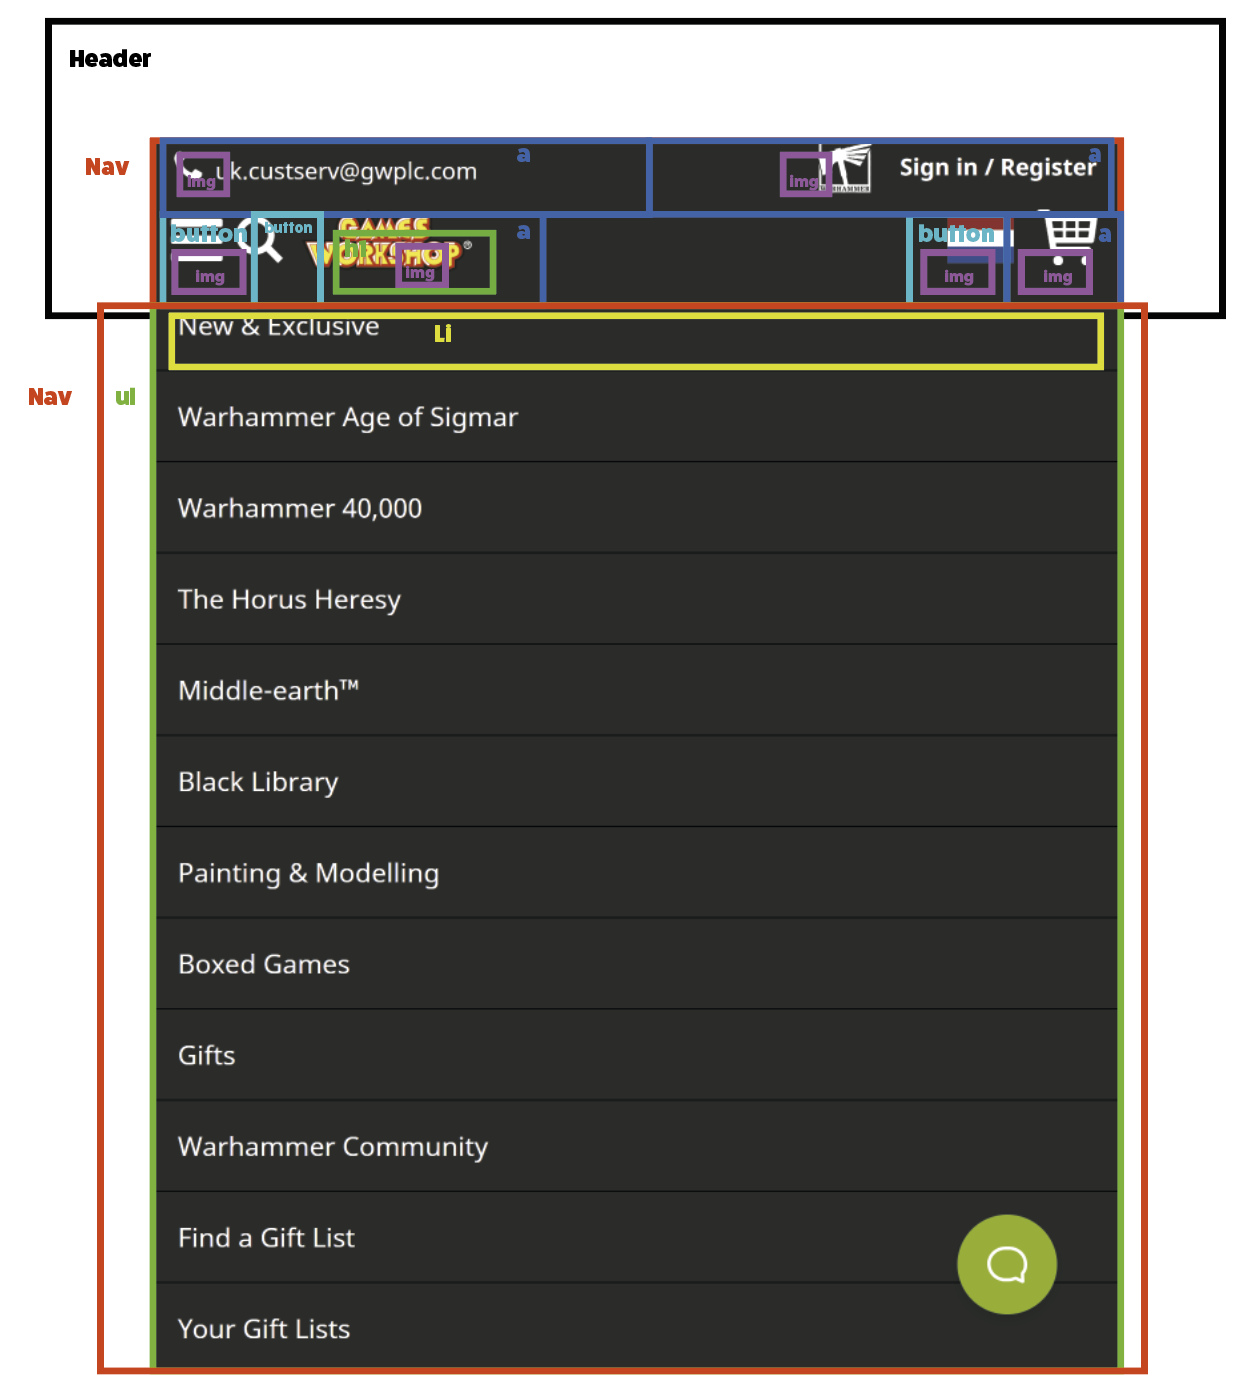 Header
Nav
img uk.custserv@gwplc.com a img WARHAMMER Sign in / Register a
button button GAMES WORKSHOP® h1 a button a
img img img img
New & Exclusive Li
Nav ul
Warhammer Age of Sigmar
Warhammer 40,000
The Horus Heresy
Middle-earth™
Black Library
Painting & Modelling
Boxed Games
Gifts
Warhammer Community
Find a Gift List
Your Gift Lists